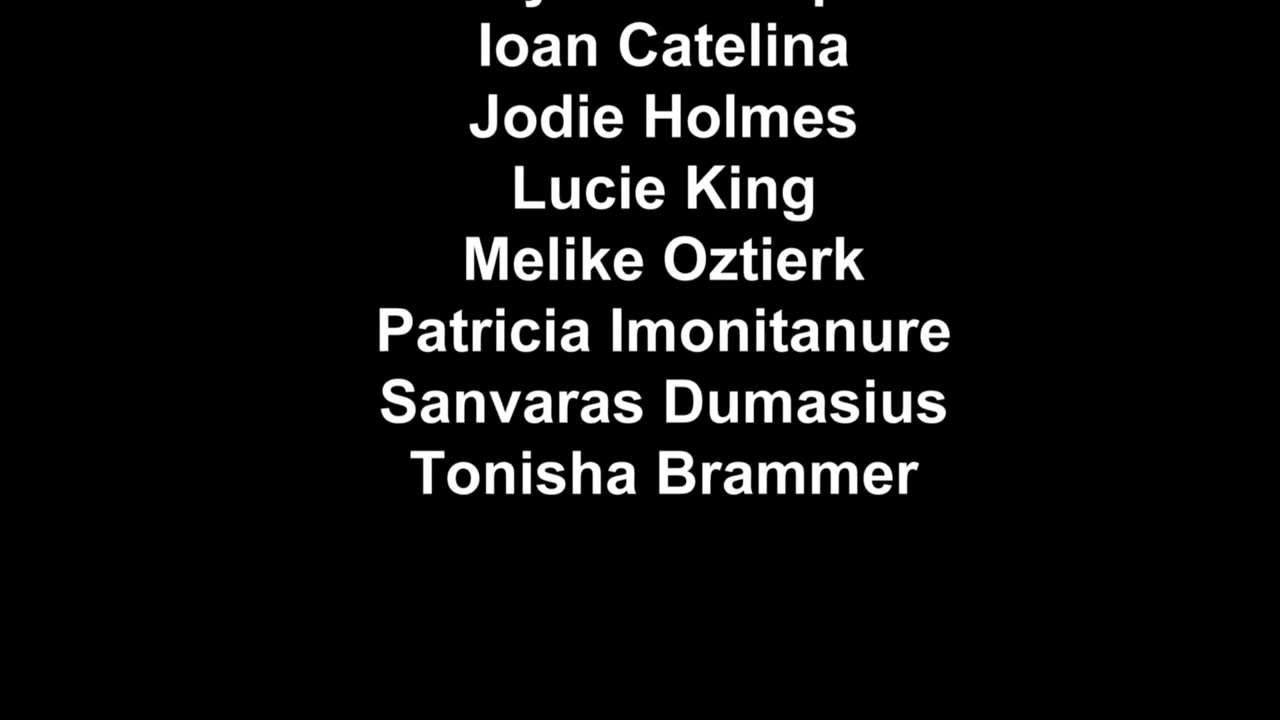 Ioan Catelina
Jodie Holmes
Lucie King
Melike Oztierk
Patricia Imonitanure
Sanvaras Dumasius
Tonisha Brammer